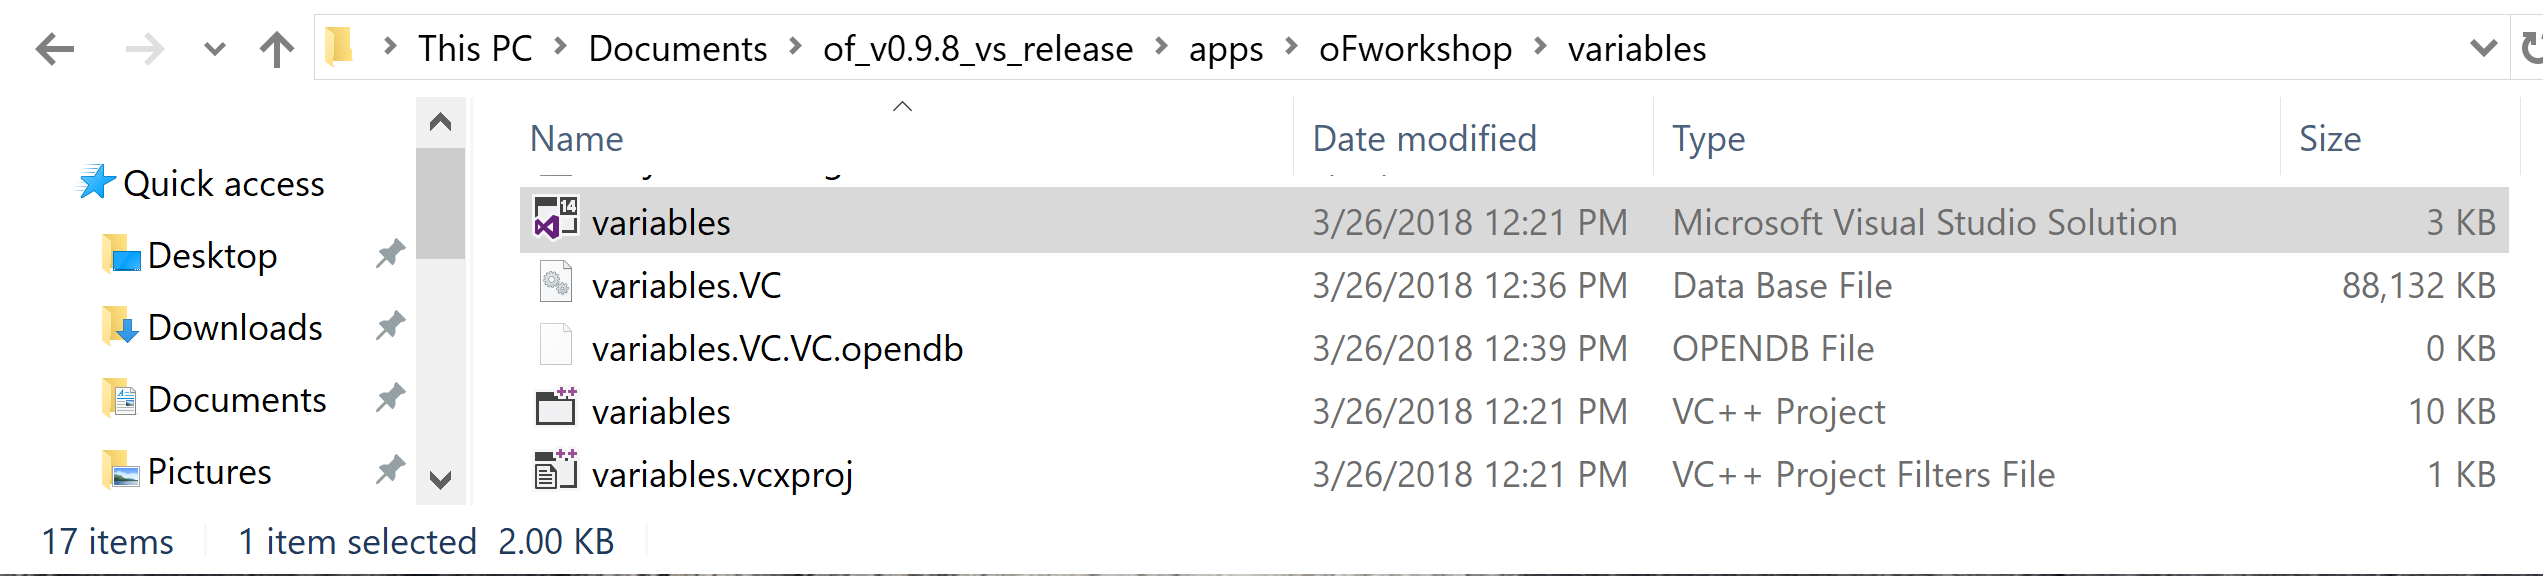 This PC > Documents > of_v0.9.8_vs_release > apps > oFworkshop > variables
Name Date modified Type Size
Quick access
Desktop
Downloads
Documents
Pictures
14 variables 3/26/2018 12:21 PM Microsoft Visual Studio Solution 3 KB
variables.VC 3/26/2018 12:36 PM Data Base File 88,132 KB
variables.VC.VC.opendb 3/26/2018 12:39 PM OPENDB File 0 KB
++ variables 3/26/2018 12:21 PM VC++ Project 10 KB
++ variables.vcxproj 3/26/2018 12:21 PM VC++ Project Filters File 1 KB
17 items 1 item selected 2.00 KB